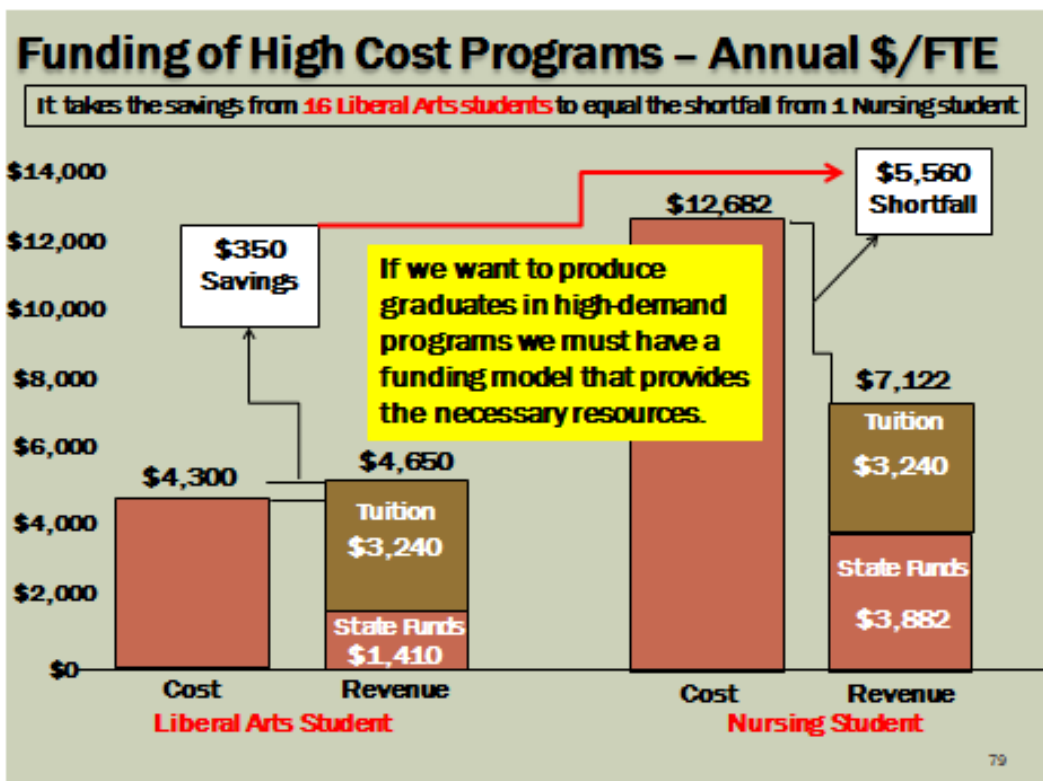 Funding of High Cost Programs – Annual $/FTE
It takes the savings from 16 Liberal Arts students to equal the shortfall from 1 Nursing student
$14,000
$12,000
$10,000
$8,000
$6,000
$4,000
$2,000
$0
$350
Savings
$5,560
Shortfall
If we want to produce
graduates in high-demand
programs we must have a
funding model that provides
the necessary resources.
$4,300
$4,650
Tuition
$3,240
State Funds
$1,410
$12,682
$7,122
Tuition
$3,240
State Funds
$3,882
Cost
Revenue
Cost
Revenue
Liberal Arts Student
Nursing Student
79